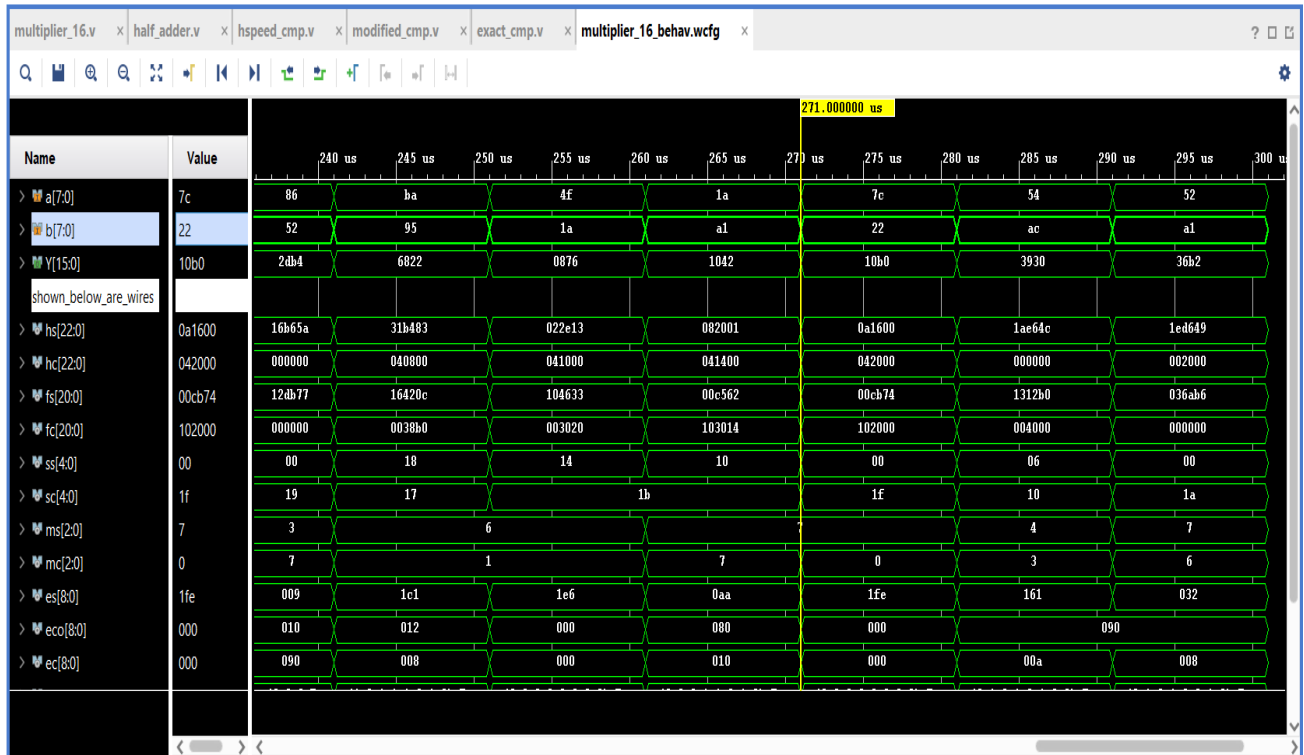 multiplier_16.v × half_adder.v × hspeed_cmp.v × modified_cmp.v × exact_cmp.v × multiplier_16_behav.wcfg × ?
271.000000 us
Name Value 240 us 245 us 250 us 255 us 260 us 265 us 270 us 275 us 280 us 285 us 290 us 295 us 300 u
a[7:0] 7c 86 ba 4f 1a 7c 54 52
b[7:0] 22 52 95 1a a1 22 ac a1
Y[15:0] 10b0 2db4 6822 0876 1042 10b0 3930 36b2
shown_below_are_wires
hs[22:0] 0a1600 16b65a 31b483 022e13 082001 0a1600 1ae64c 1ed649
hc[22:0] 042000 000000 040800 041000 041400 042000 000000 002000
fs[20:0] 00cb74 12db77 16420c 104633 00c562 00cb74 1312b0 036ab6
fc[20:0] 102000 000000 0038b0 003020 103014 102000 004000 000000
ss[4:0] 00 00 18 14 10 00 06 00
sc[4:0] 1f 19 17 1b 1f 10 1a
ms[2:0] 7 3 6 7 4 7
mc[2:0] 0 7 1 7 0 3 6
es[8:0] 1fe 009 1c1 1e6 0aa 1fe 161 032
eco[8:0] 000 010 012 000 080 000 090
ec[8:0] 000 090 008 000 010 000 00a 008